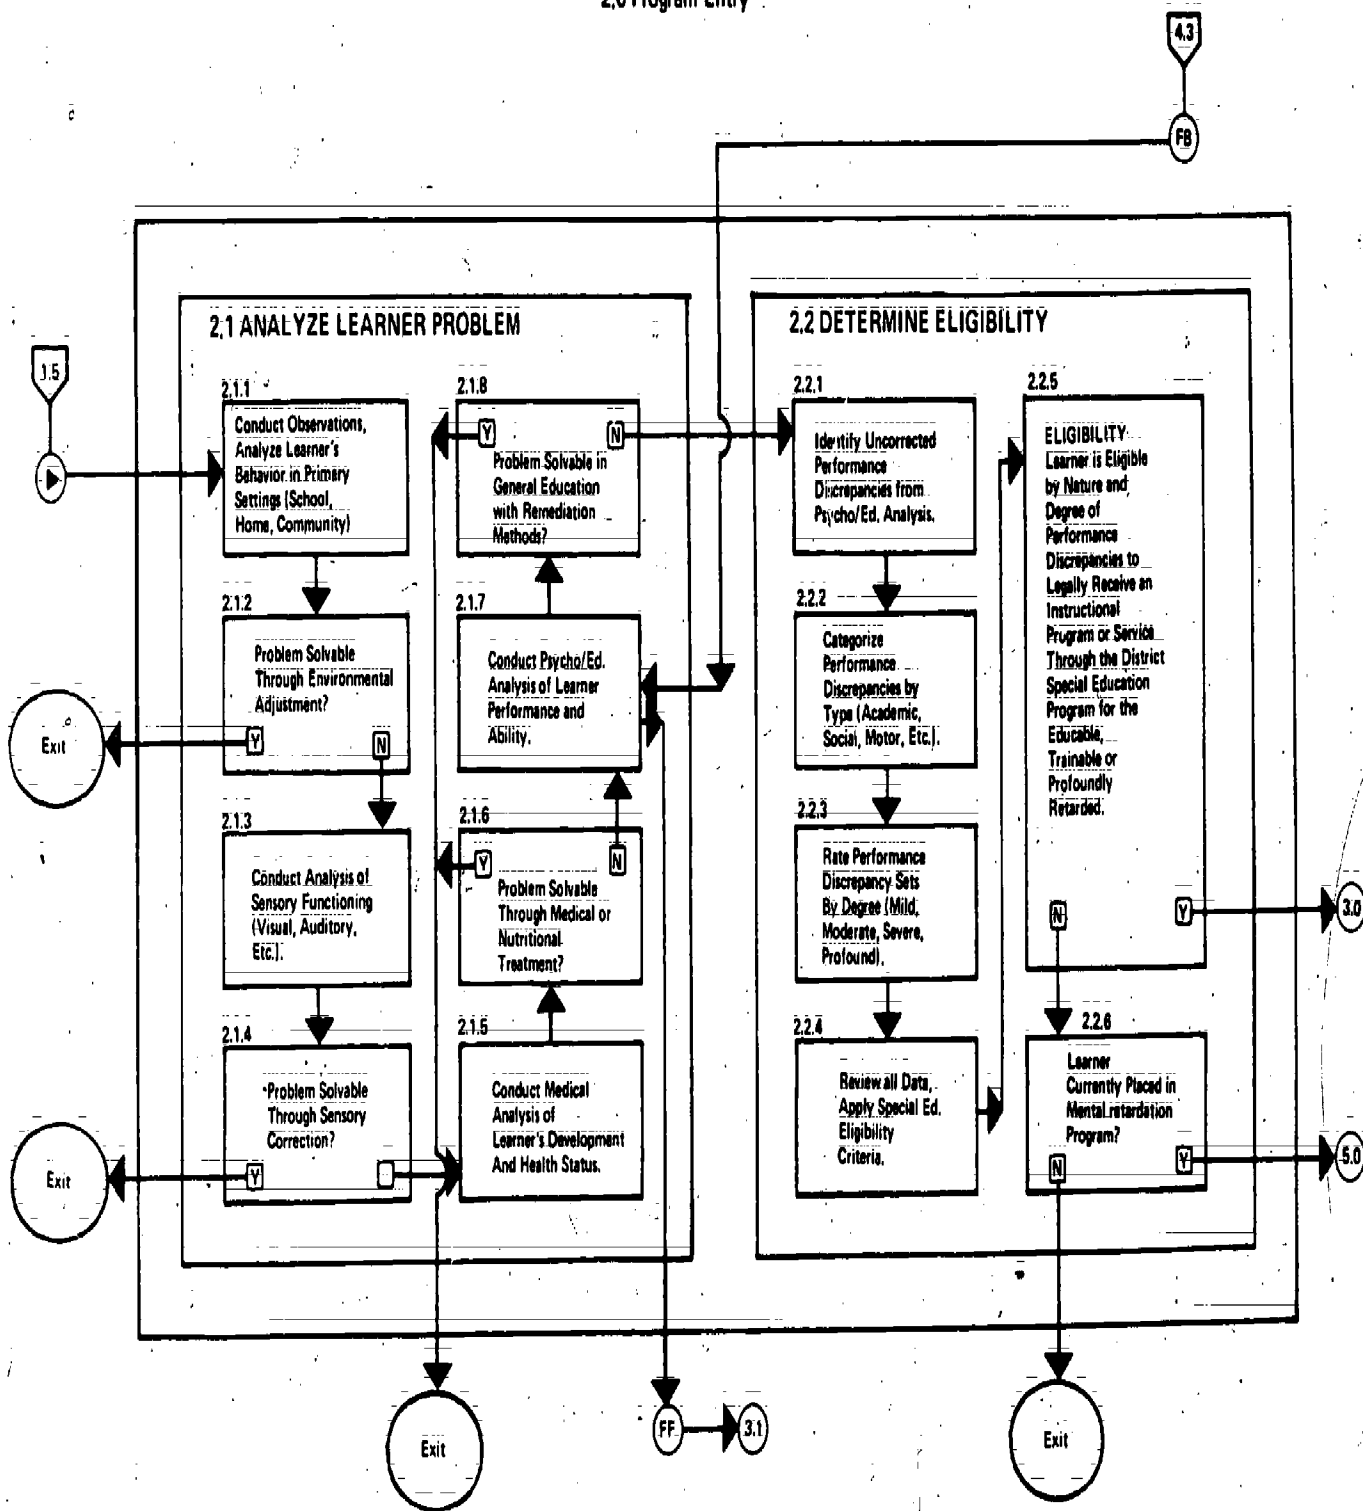 2.0 Program Entry
4.3
FB
2.1 ANALYZE LEARNER PROBLEM
2.2 DETERMINE ELIGIBILITY
1.5
2.1.1
Conduct Observations,
Analyze Learner's
Behavior in Primary
Settings (School,
Home, Community)
2.1.8
Y
N
Problem Solvable in
General Education
with Remediation
Methods?
2.2.1
Identify Uncorrected
Performance
Discrepancies from
Psycho/Ed. Analysis.
2.2.5
ELIGIBILITY
Learner is Eligible
by Nature and
Degree of
Performance
Discrepancies to
Legally Receive an
Instructional
Program or Service
Through the District
Special Education
Program for the
Educable,
Trainable or
Profoundly
Retarded.
N
Y
3.0
2.1.2
Problem Solvable
Through Environmental
Adjustment?
Y
N
Exit
2.1.7
Conduct Psycho/Ed.
Analysis of Learner
Performance and
Ability.
2.2.2
Categorize
Performance
Discrepancies by
Type (Academic,
Social, Motor, Etc.).
2.1.3
Conduct Analysis of
Sensory Functioning
(Visual, Auditory,
Etc.).
2.1.6
Y
N
Problem Solvable
Through Medical or
Nutritional
Treatment?
2.2.3
Rate Performance
Discrepancy Sets
By Degree (Mild,
Moderate, Severe,
Profound).
2.1.4
Problem Solvable
Through Sensory
Correction?
Y
Exit
2.1.5
Conduct Medical
Analysis of
Learner's Development
And Health Status.
2.2.4
Review all Data,
Apply Special Ed.
Eligibility
Criteria.
2.2.6
Learner
Currently Placed in
Mental retardation
Program?
N
Y
5.0
Exit
FF
3.1
Exit